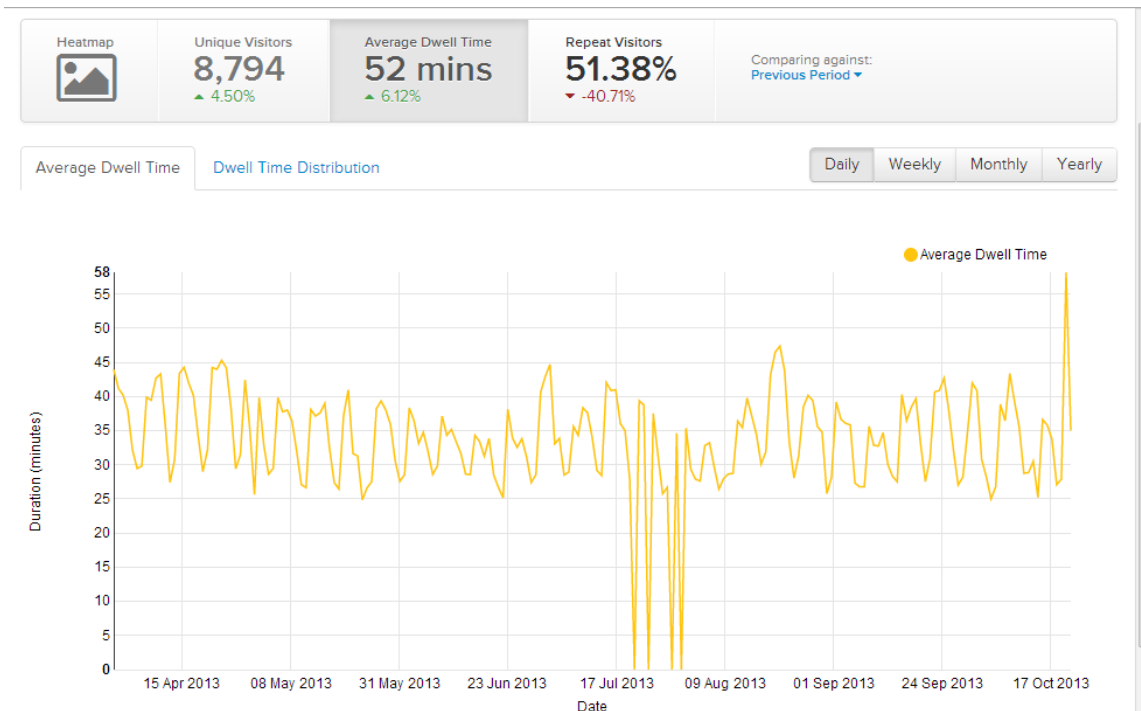 Heatmap
Unique Visitors
8,794
4.50%
Average Dwell Time
52 mins
6.12%
Repeat Visitors
51.38%
-40.71%
Comparing against:
Previous Period
Average Dwell Time
Dwell Time Distribution
Daily
Weekly
Monthly
Yearly
Average Dwell Time
58
55
50
45
40
35
30
25
20
15
10
5
0
Duration (minutes)
15 Apr 2013
08 May 2013
31 May 2013
23 Jun 2013
17 Jul 2013
09 Aug 2013
01 Sep 2013
24 Sep 2013
17 Oct 2013
Date